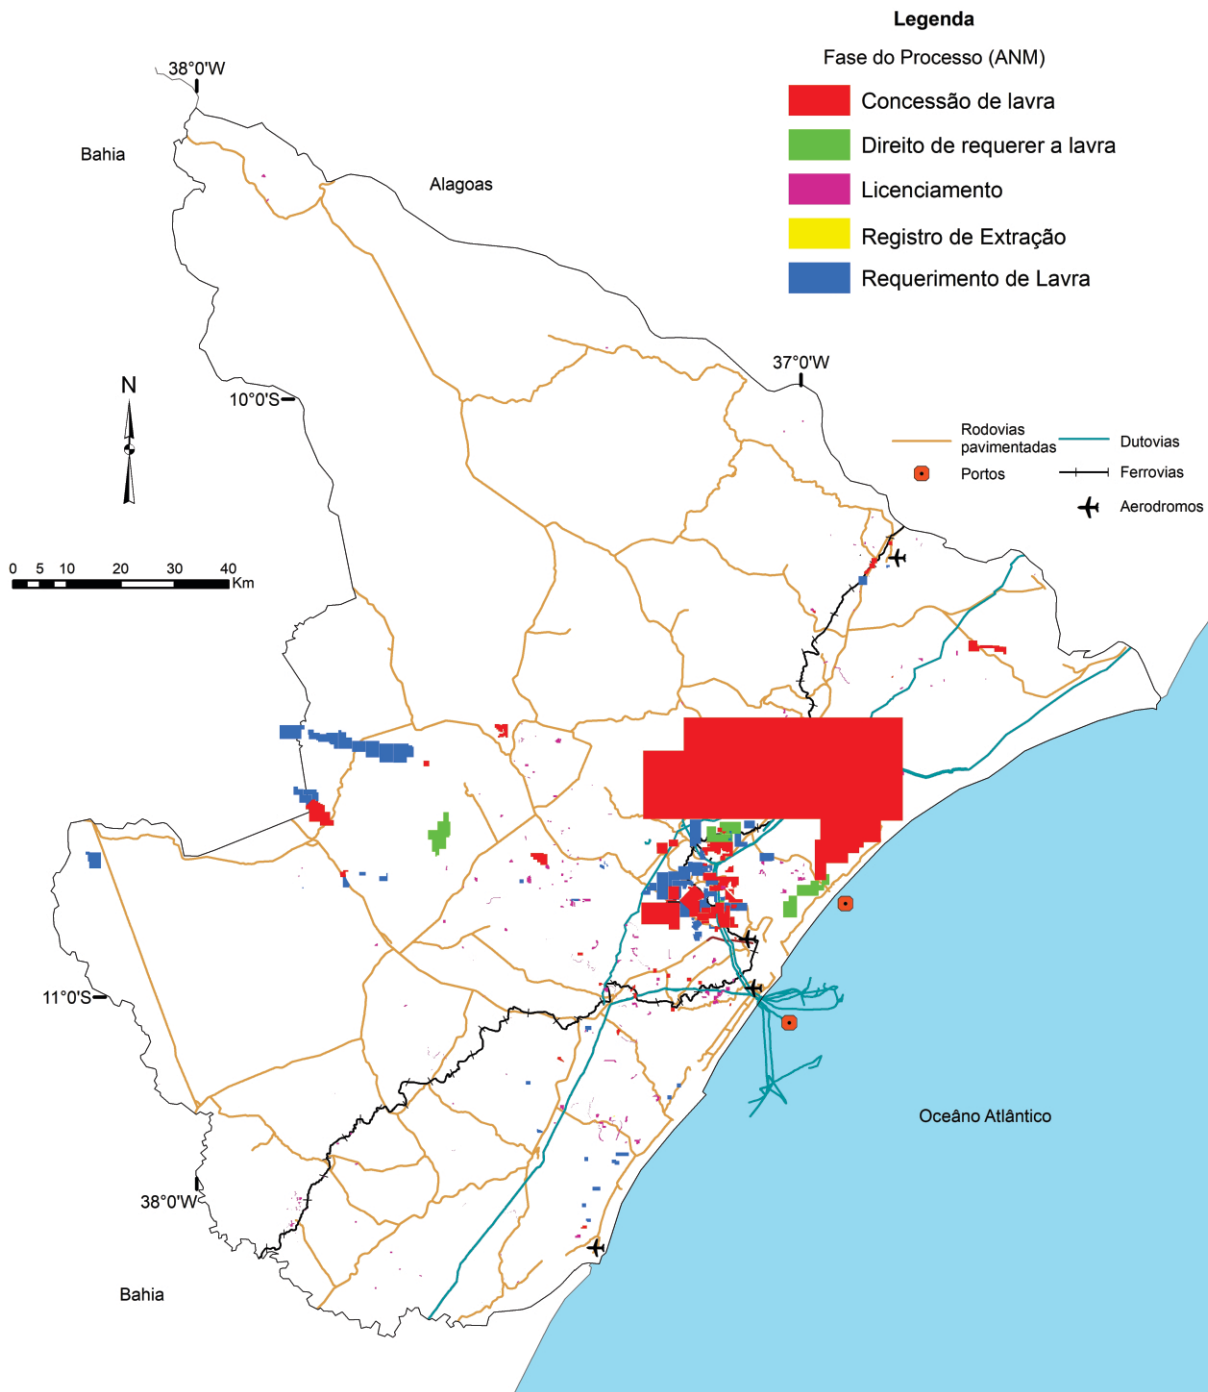 Legenda
Fase do Processo (ANM)
Concessão de lavra
Direito de requerer a lavra
Licenciamento
Registro de Extração
Requerimento de Lavra
38°0'W
Bahia
Alagoas
37°0'W
N
10°0'S
Rodovias
pavimentadas
Dutovias
Portos
Ferrovias
Aerodromos
0 5 10 20 30 40
Km
11°0'S
Oceâno Atlântico
38°0'W
Bahia